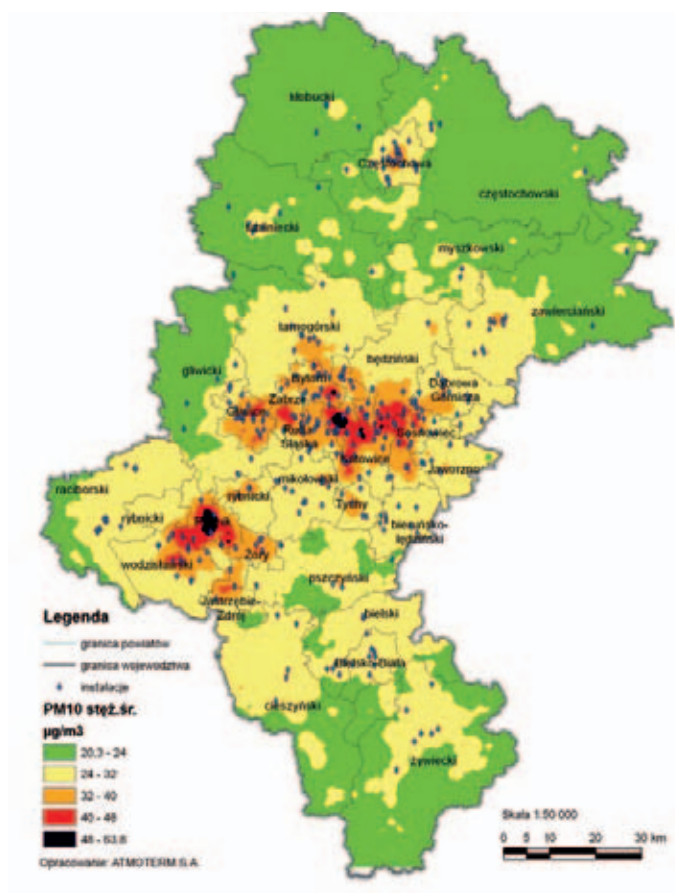 kłobucki
Częstochowa
częstochowski
lubliniecki
myszkowski
zawierciański
tarnogórski
będziński
gliwicki
Bytom
Dąbrowa
Górnicza
Zabrze
Gliwice
Ruda
Śląska
Sosnowiec
Katowice
Jaworzno
mikołowski
raciborski
rybnicki
Tychy
rybnicki
bieruńsko-
lędziński
Żory
wodzisławski
pszczyński
Jastrzębie-
Zdrój
bielski
Bielsko-Biała
cieszyński
żywiecki
Legenda
granica powiatów
granica województwa
instalacje
PM10 stęż.śr.
µg/m3
20.3 - 24
24 - 32
32 - 40
40 - 48
48 - 63.8
Opracowanie: ATMOTERM S.A.
Skala 1:50 000
0 5 10 20 30 km